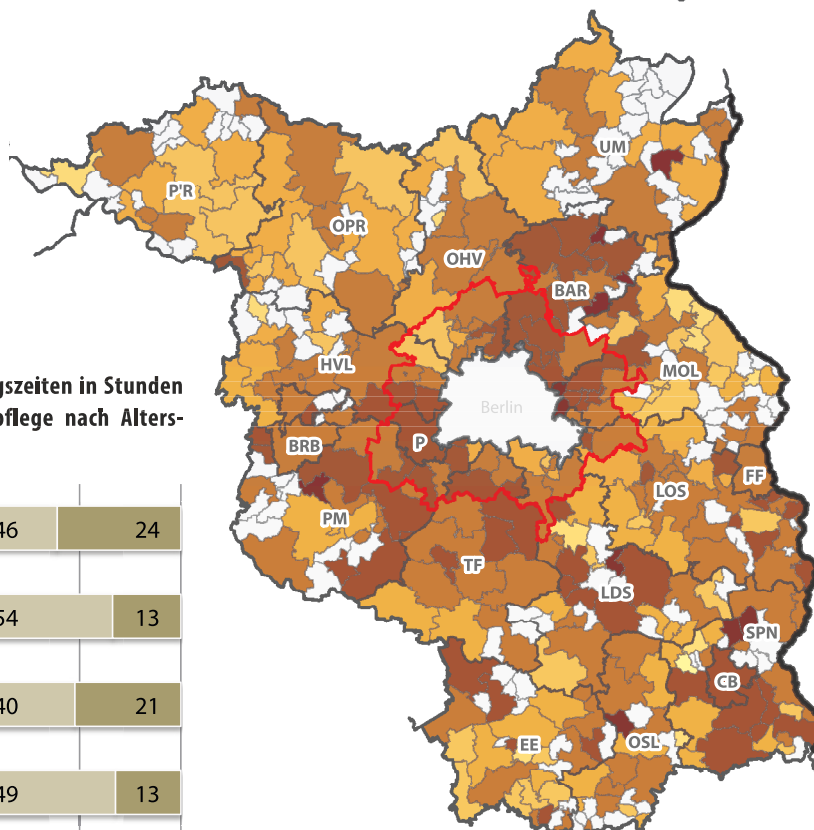 UM
P'R
OPR
OHV
BAR
HVL
MOL
gszeiten in Stunden
pflege nach Alters-
Berlin
BRB
P
FF
LOS
PM
46 24
TF
LDS
54 13
SPN
CB
40 21
EE
OSL
49 13